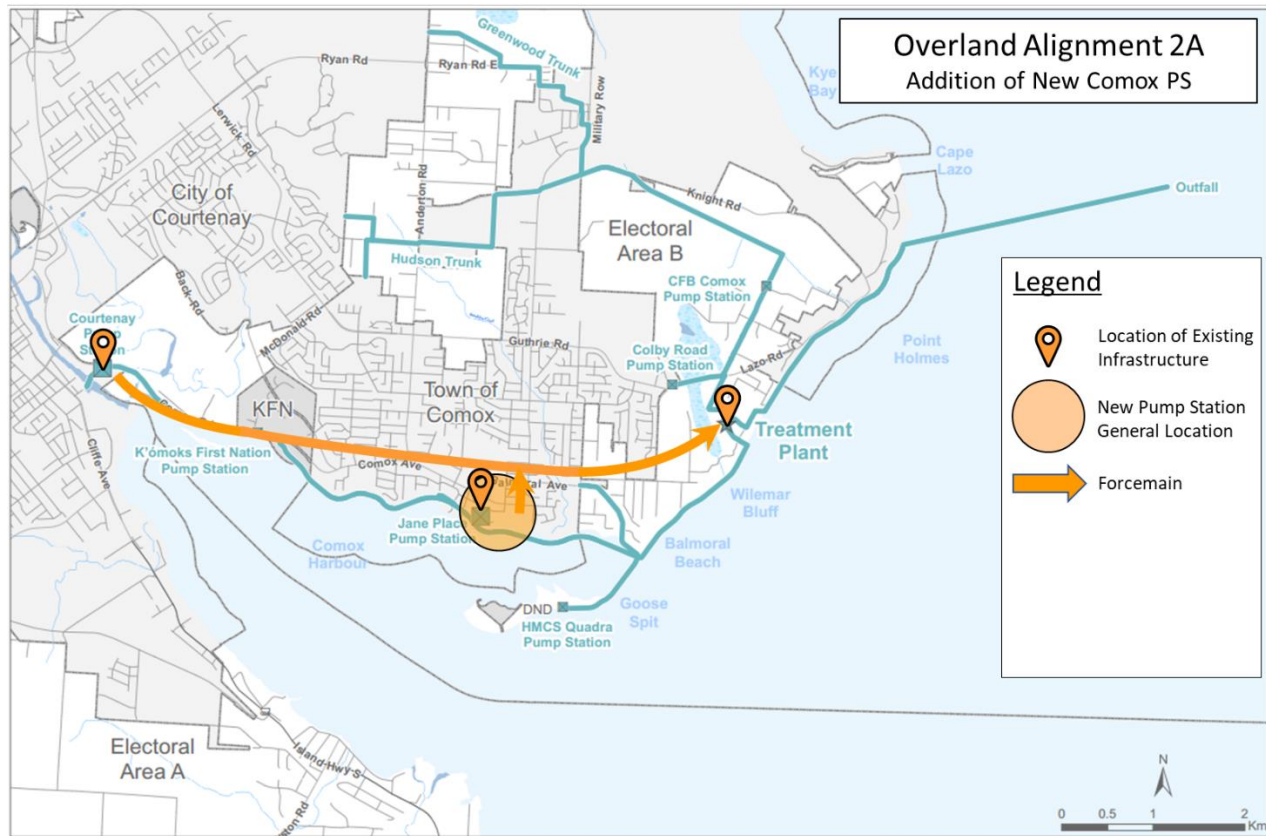 Overland Alignment 2A
Addition of New Comox PS
Greenwood Trunk
Ryan Rd
Ryan Rd E
Military Row
Kye
Bay
Lerwick Rd
Cape
Lazo
City of
Courtenay
Anderton Rd
Knight Rd
Outfall
Electoral
Area B
Hudson Trunk
Back Rd
CFB Comox
Pump Station
Courtenay
Station
McDonald Rd
Guthrie Rd
Point
Holmes
Colby Road
Pump Station
Lazo Rd
Town of
Comox
KFN
Treatment
Plant
K'ómoks First Nation
Pump Station
Comox Ave
Ave
Cliffe Ave
Wilemar
Bluff
Jane Place
Pump Station
Comox
Harbour
Balmoral
Beach
Goose
Spit
DND
HMCS Quadra
Pump Station
Electoral
Area A
Island Hwy S
Rd
Legend
Location of Existing
Infrastructure
New Pump Station
General Location
Forcemain
N
0 0.5 1 2
Km